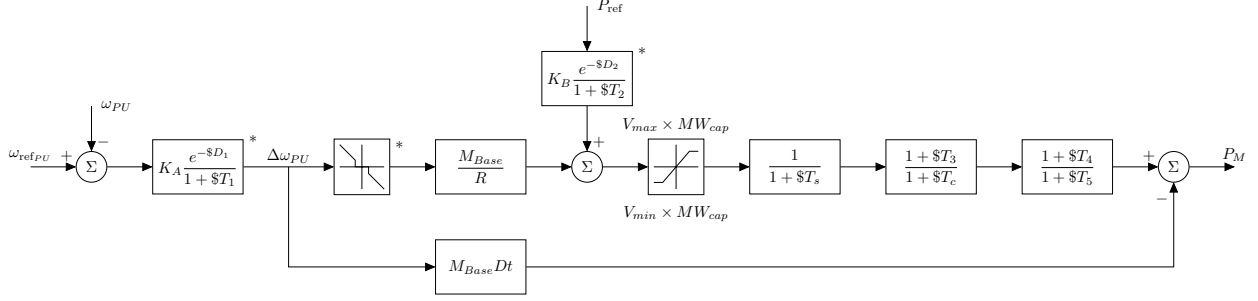 P_ref
K_B e^{-$D_2} / 1 + $T_2 *
ω_PU
V_max × MW_cap
ω_ref_PU + − Σ
K_A e^{-$D_1} / 1 + $T_1 *
Δω_PU
*
M_Base / R
+ Σ
1 / 1 + $T_s
1 + $T_3 / 1 + $T_c
1 + $T_4 / 1 + $T_5
+ − Σ
P_M
V_min × MW_cap
M_Base Dt